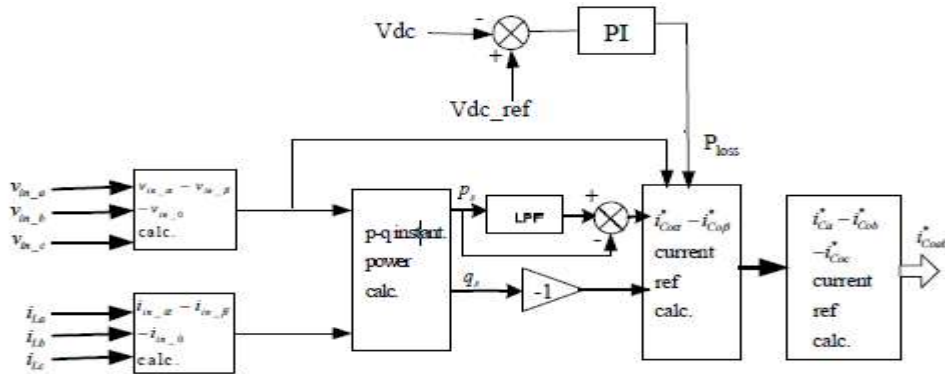 Vdc
-
+
PI
Vdc_ref
P_loss
v_in_a
v_in_b
v_in_c
v_in_α − v_in_β
−v_in_0
calc.
i_La
i_Lb
i_Lc
i_in_α − i_in_β
−i_in_0
calc.
p-q instant.
power
calc.
p_s
LPF
+
-
q_s
-1
i*_Coα − i*_Coβ
current
ref
calc.
i*_Ca − i*_Cob
−i*_Coc
current
ref
calc.